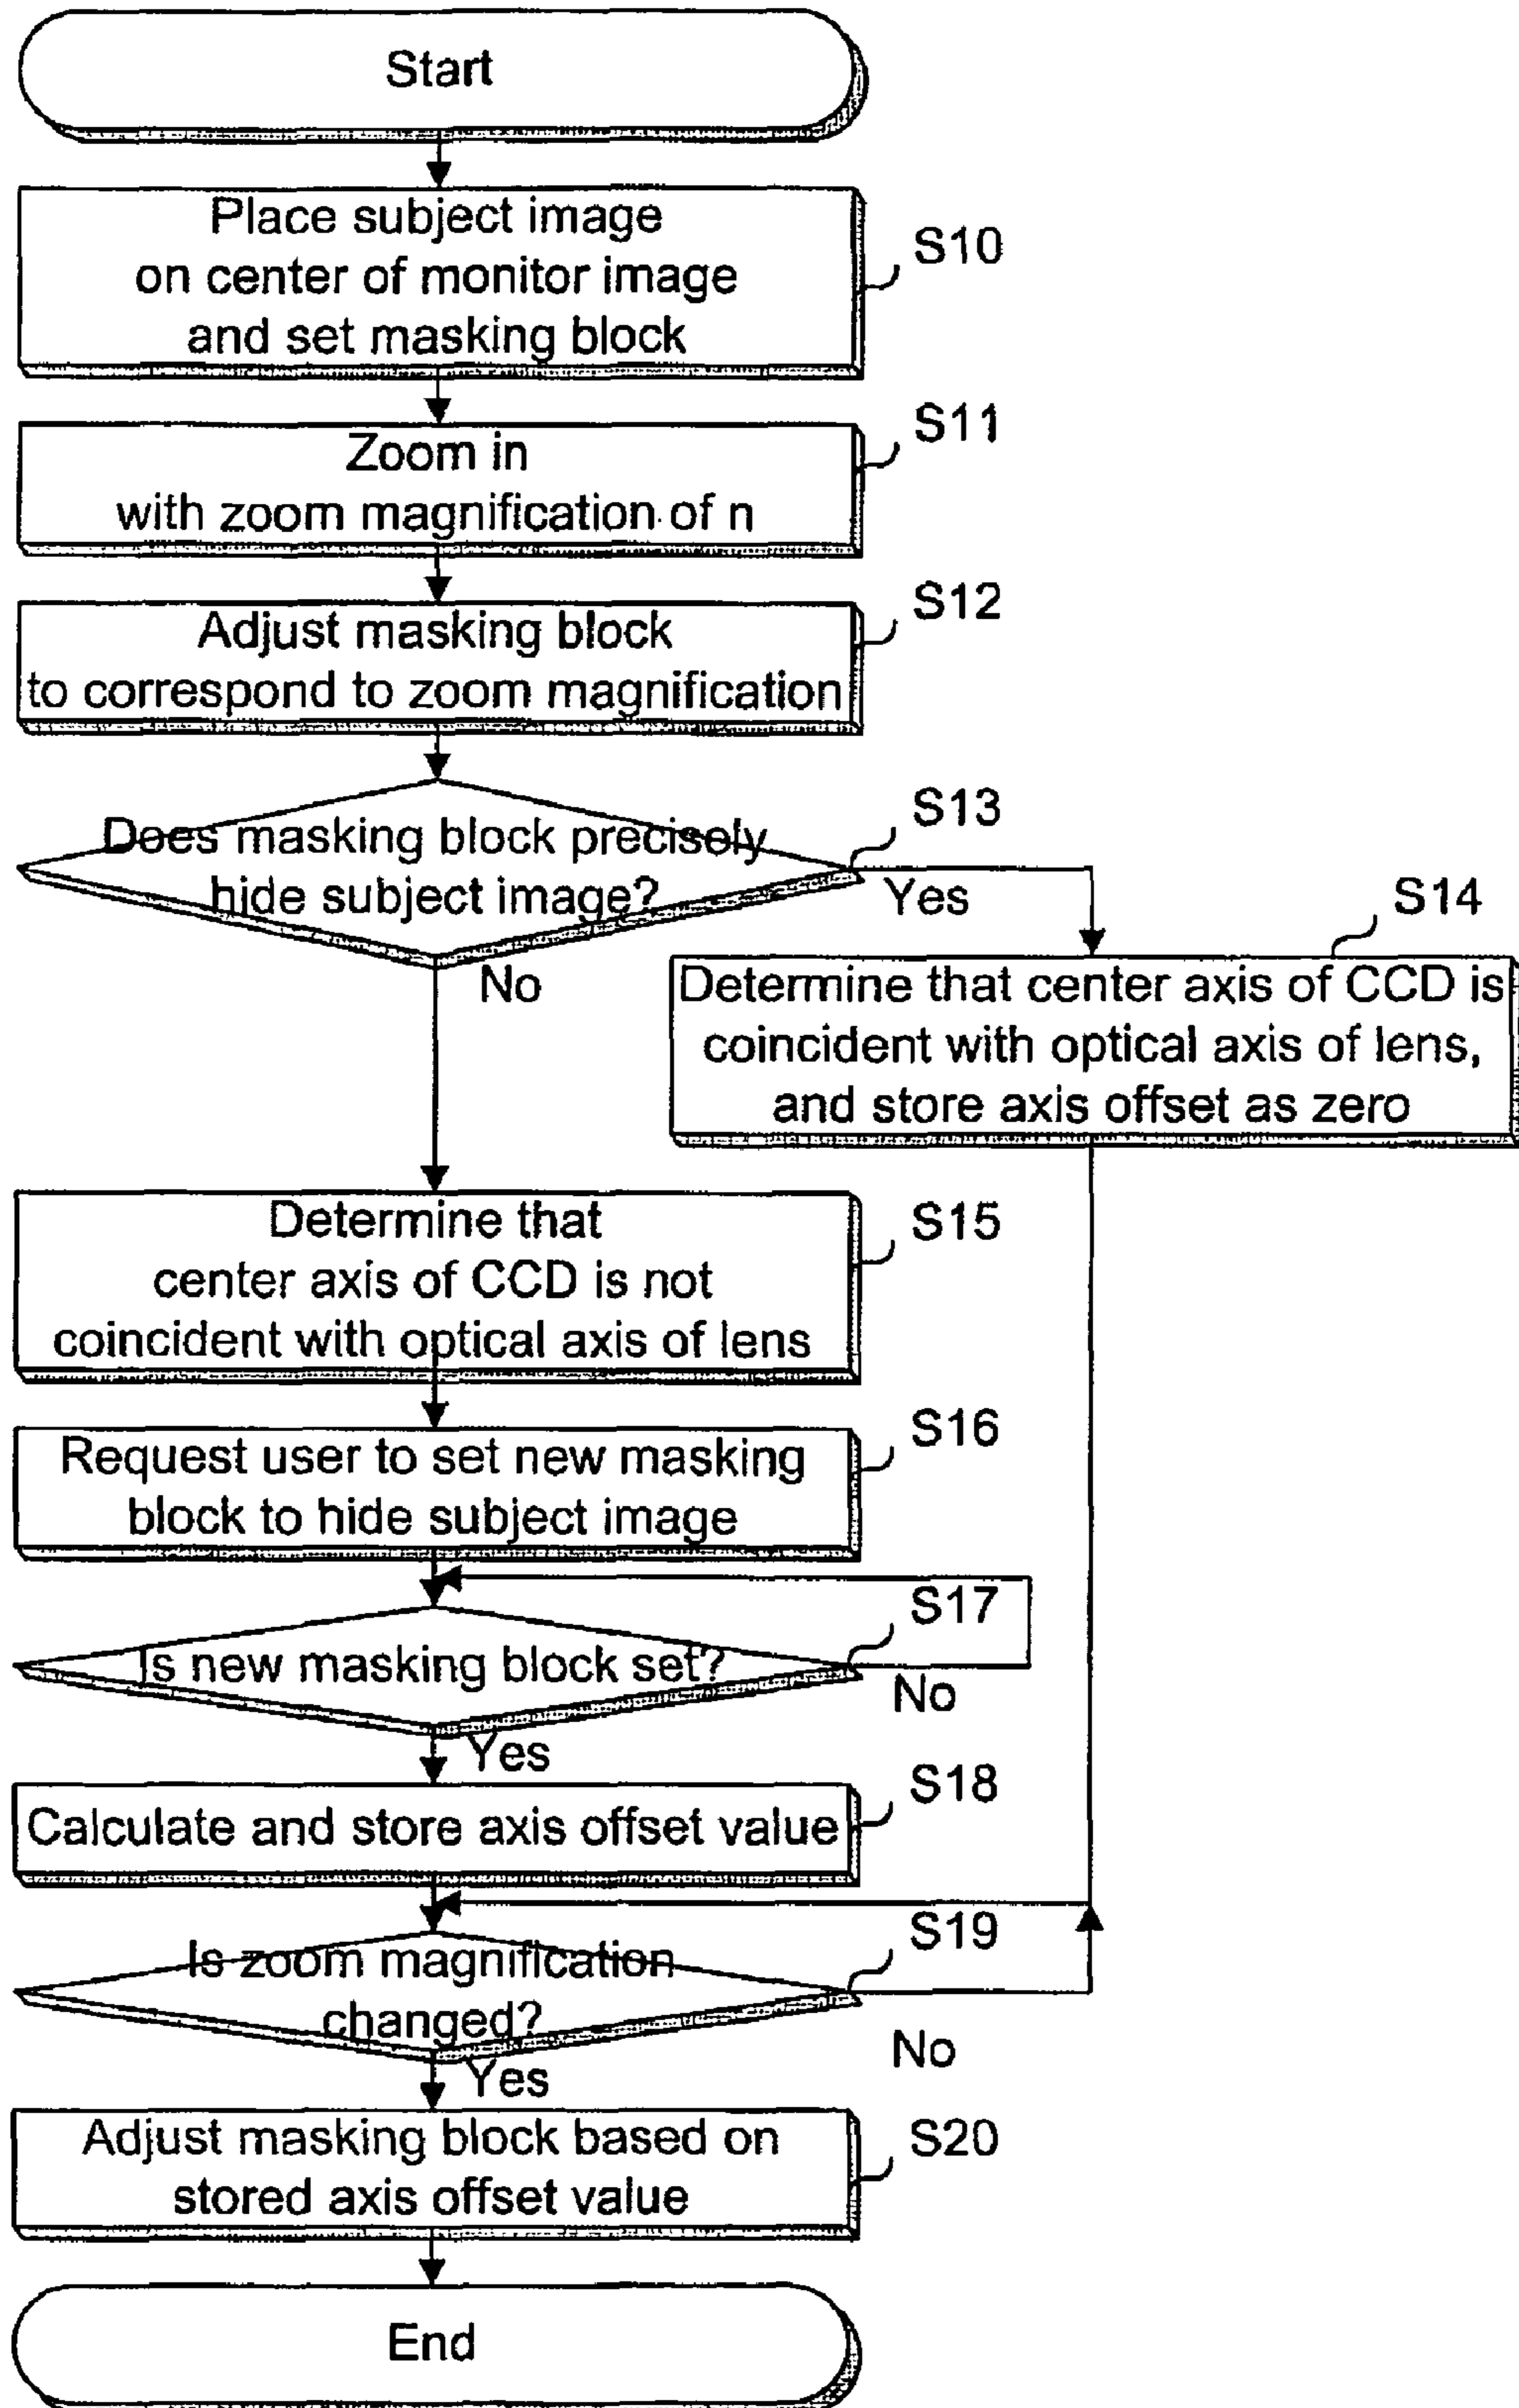 Start
Place subject image
on center of monitor image
and set masking block
S10
Zoom in
with zoom magnification of n
S11
Adjust masking block
to correspond to zoom magnification
S12
Does masking block precisely
hide subject image?
S13
Yes
No
Determine that center axis of CCD is
coincident with optical axis of lens,
and store axis offset as zero
S14
Determine that
center axis of CCD is not
coincident with optical axis of lens
S15
Request user to set new masking
block to hide subject image
S16
Is new masking block set?
S17
No
Yes
Calculate and store axis offset value
S18
Is zoom magnification
changed?
S19
No
Yes
Adjust masking block based on
stored axis offset value
S20
End